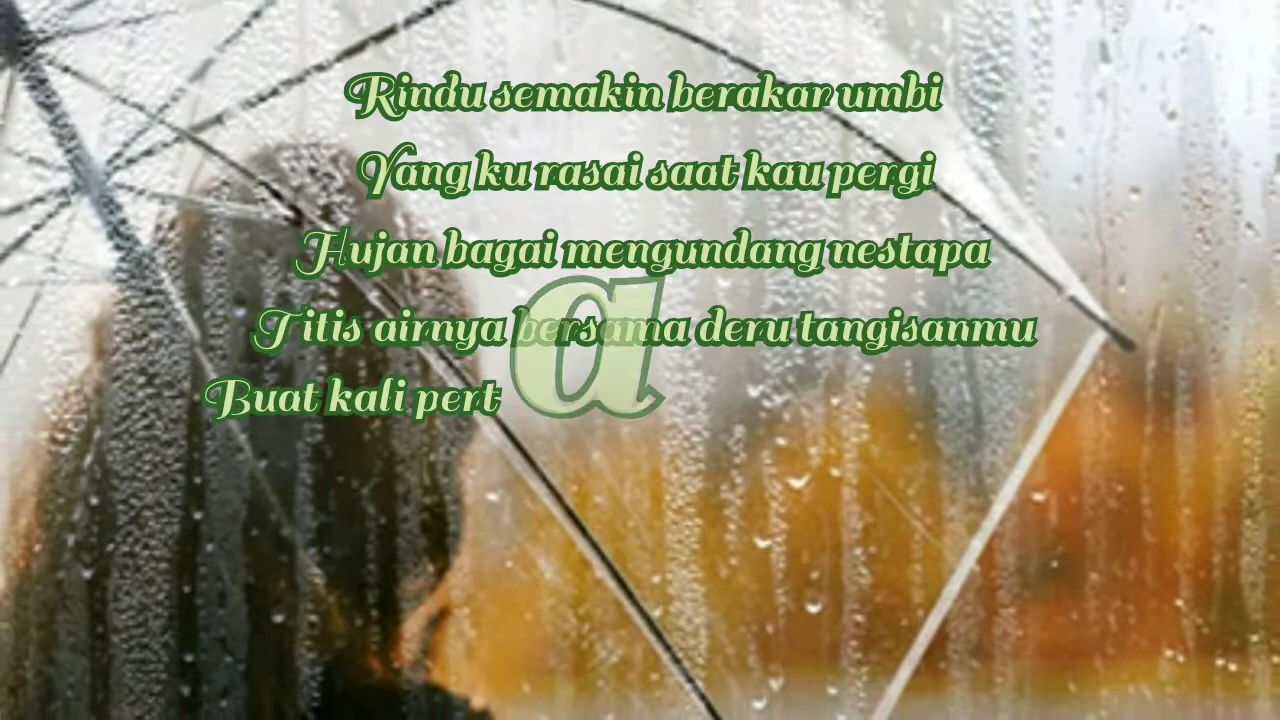 Rindu semakin berakar umbi
Yang ku rasai saat kau pergi
Hujan bagai mengundang nestapa
Titis airnya bersama deru tangisanmu
Buat kali perta